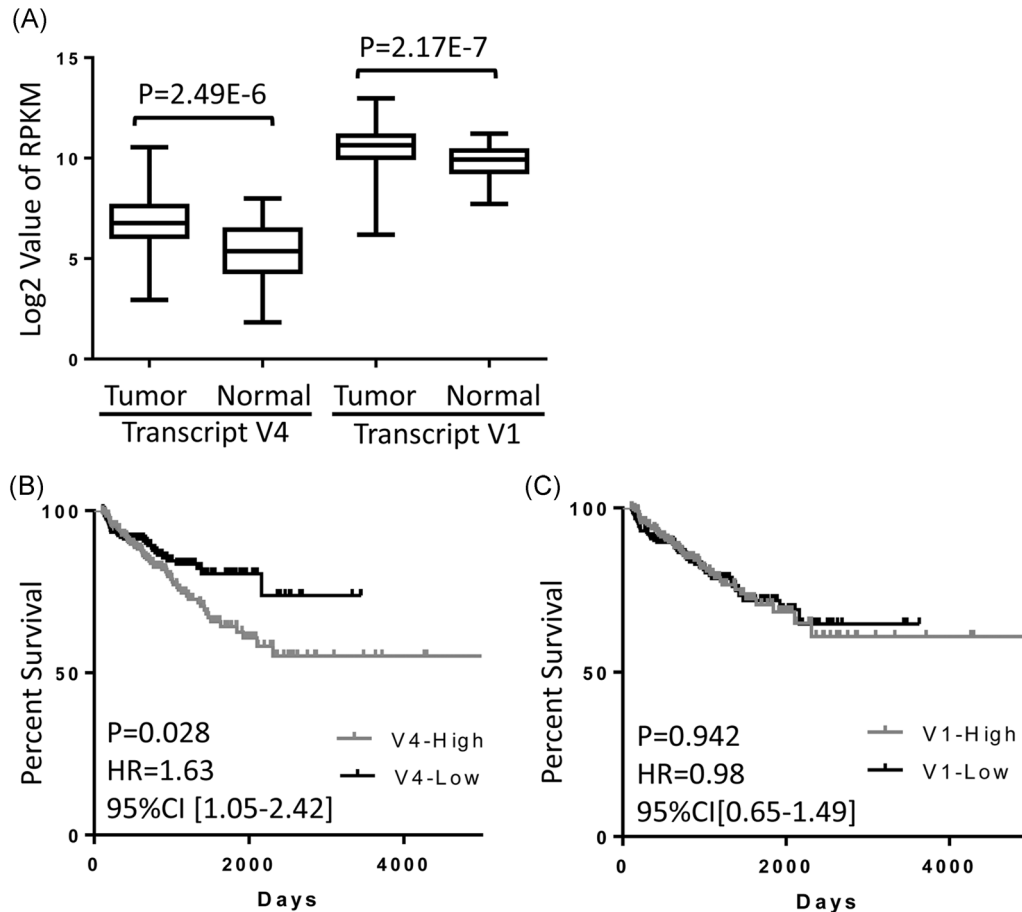 (A)
P=2.17E-7
P=2.49E-6
Log2 Value of RPKM
15
10
5
0
Tumor Normal Tumor Normal
Transcript V4 Transcript V1
(B)
Percent Survival
100
50
0
P=0.028
HR=1.63
95%CI [1.05-2.42]
V4-High
V4-Low
0 2000 4000
Days
(C)
Percent Survival
100
50
0
P=0.942
HR=0.98
95%CI[0.65-1.49]
V1-High
V1-Low
0 2000 4000
Days